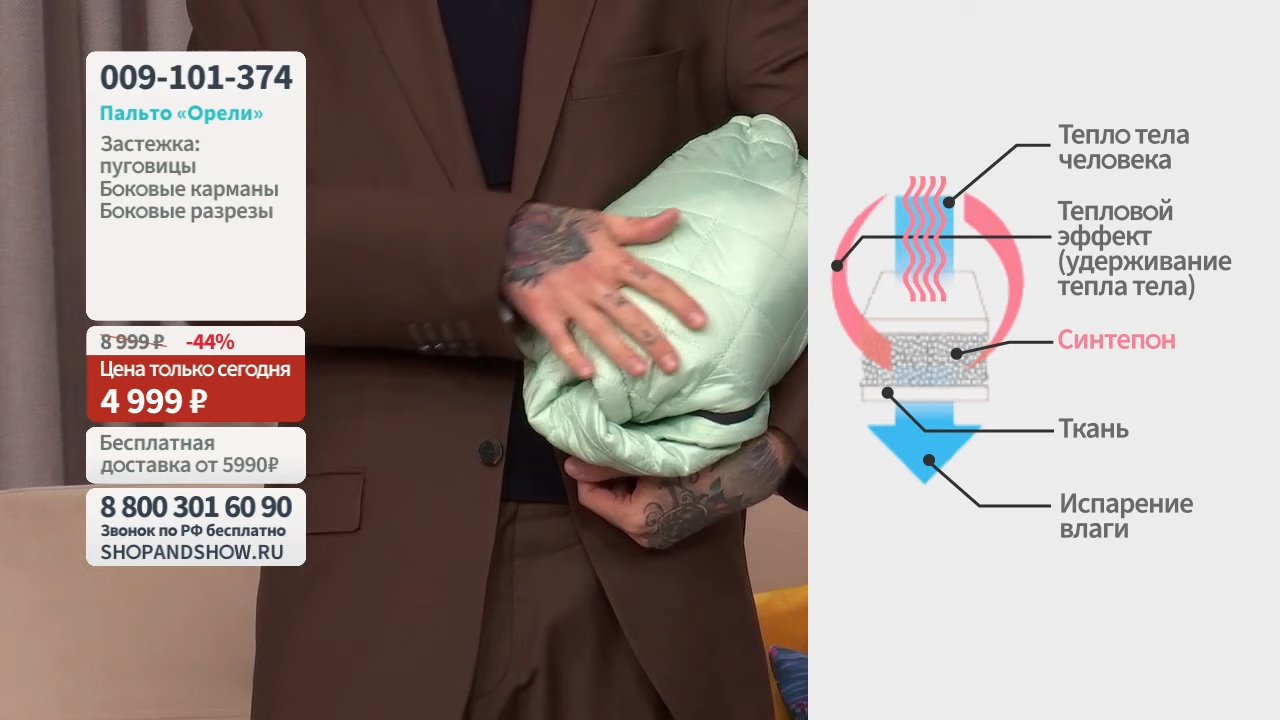 009-101-374
Пальто «Орели»
Застежка:
пуговицы
Боковые карманы
Боковые разрезы
8 999 ₽ -44%
Цена только сегодня
4 999 ₽
Бесплатная
доставка от 5990₽
8 800 301 60 90
Звонок по РФ бесплатно
SHOPANDSHOW.RU
Тепло тела
человека
Тепловой
эффект
(удерживание
тепла тела)
Синтепон
Ткань
Испарение
влаги